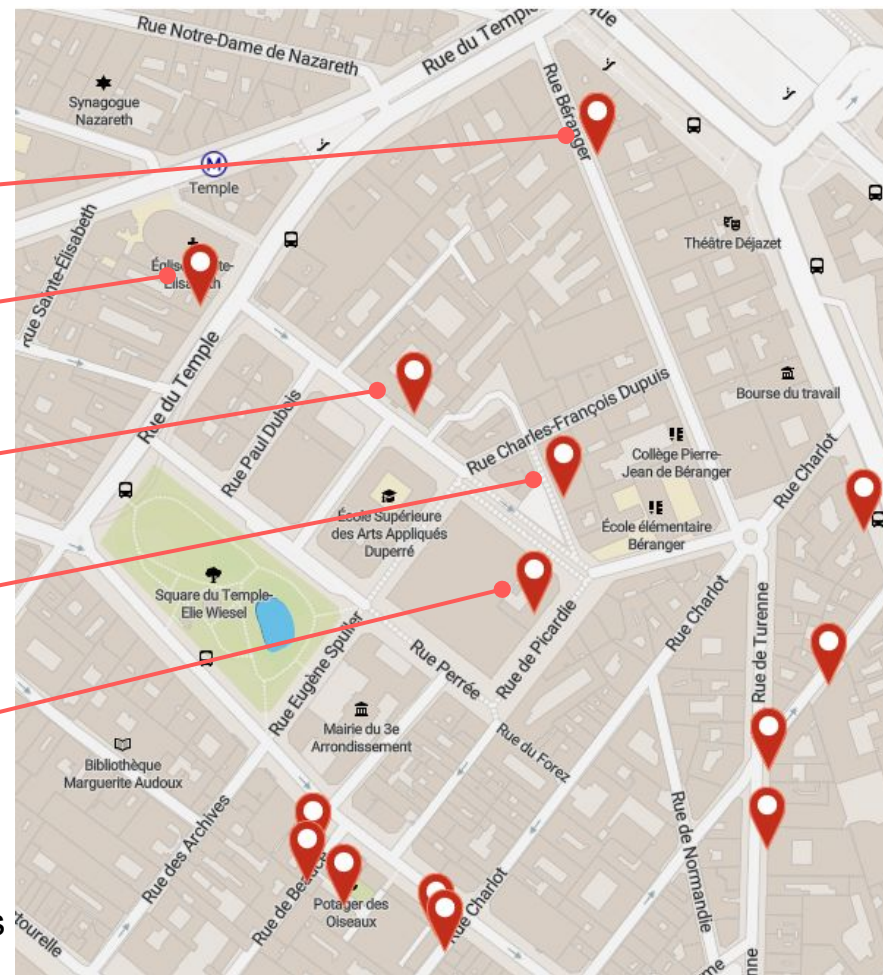 Rue Notre-Dame de Nazareth
Rue du Temple
que
Synagogue
Nazareth
Rue Béranger
M
Temple
Rue Sainte-Élisabeth
Théâtre Déjazet
Rue du Temple
Rue Paul Dubois
Rue Charles-François Dupuis
Bourse du travail
Collège Pierre-
Jean de Béranger
Rue Charlot
École Supérieure
des Arts Appliqués
Duperré
École élémentaire
Béranger
Square du Temple-
Elie Wiesel
Rue Eugène Spuller
Rue Perrée
Rue de Picardie
Rue Charlot
Rue de Turenne
Mairie du 3e
Arrondissement
Rue du Forez
Bibliothèque
Marguerite Audoux
Rue des Archives
Rue de Normandie
Potager des
Oiseaux
Rue Charlot
s
tourelle
nne
me